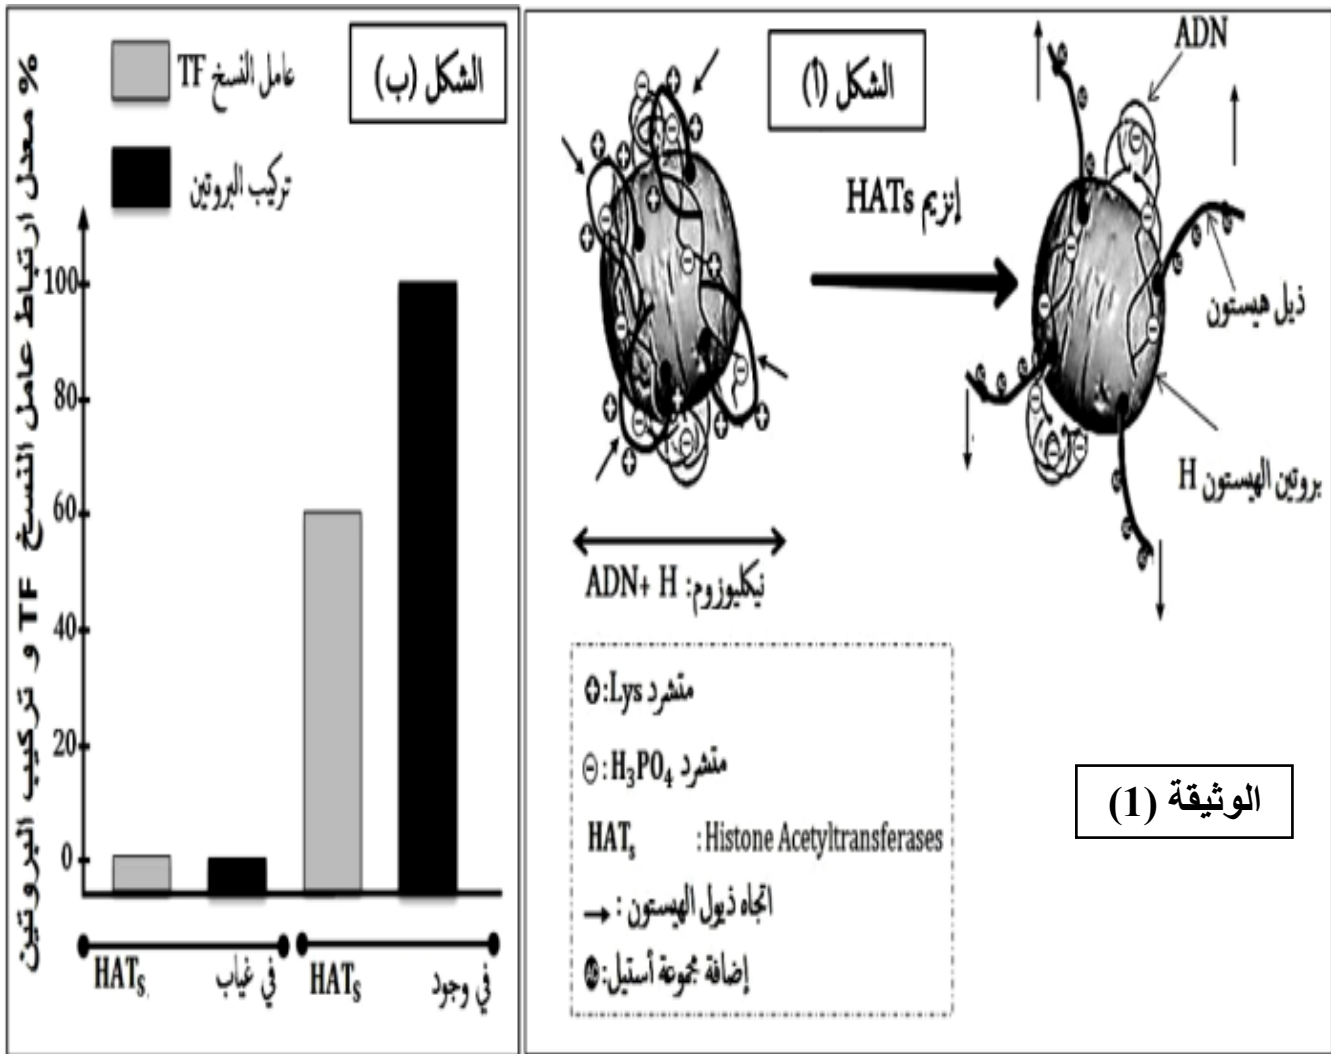 الشكل (أ)
ADN
إنزيم HATs
ذيل هيستون
بروتين الهيستون H
نيكليوزوم: ADN+ H
⊕:Lys متشرد
⊖:H₃PO₄ متشرد
HATs :Histone Acetyltransferases
اتجاه ذيول الهيستون : →
إضافة مجموعة أستيل:
الوثيقة (1)
الشكل (ب)
عامل النسخ TF
تركيب البروتين
% معدل ارتباط عامل النسخ TF و تركيب البروتين
100
80
60
40
20
0
في غياب HATs
في وجود HATs